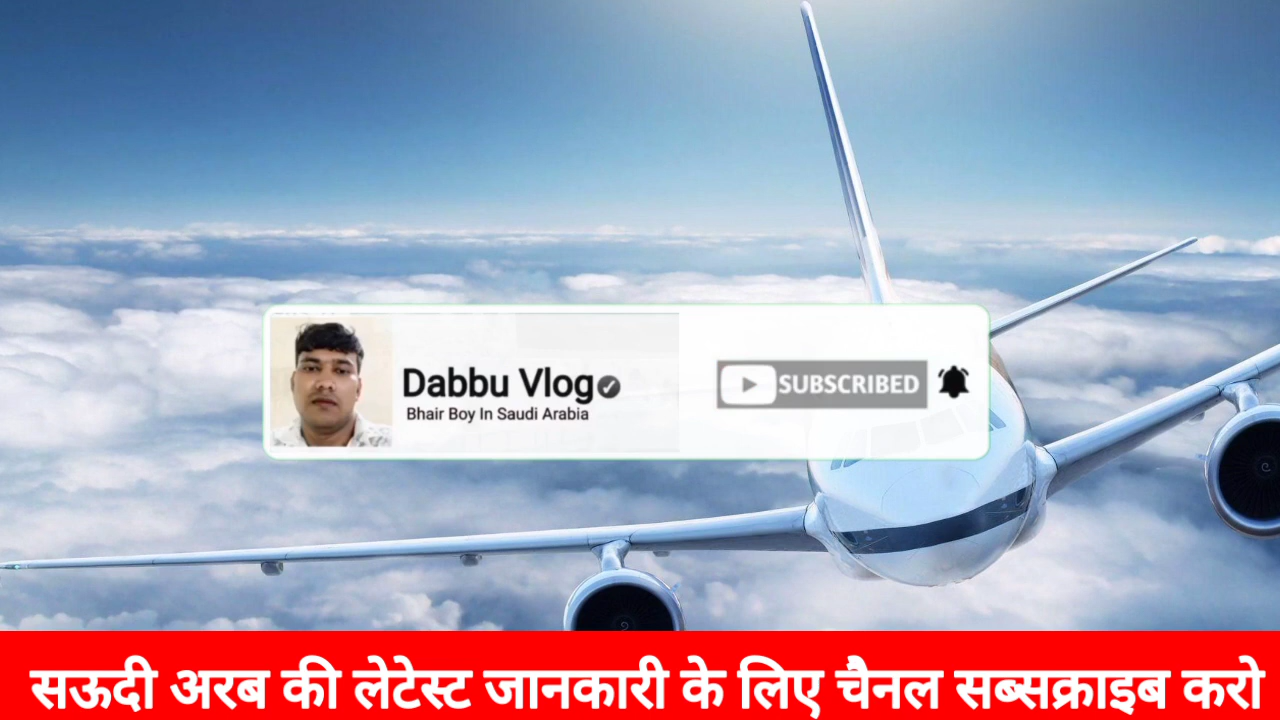 Dabbu Vlog
Bhair Boy In Saudi Arabia
SUBSCRIBED
सऊदी अरब की लेटेस्ट जानकारी के लिए चैनल सब्सक्राइब करो